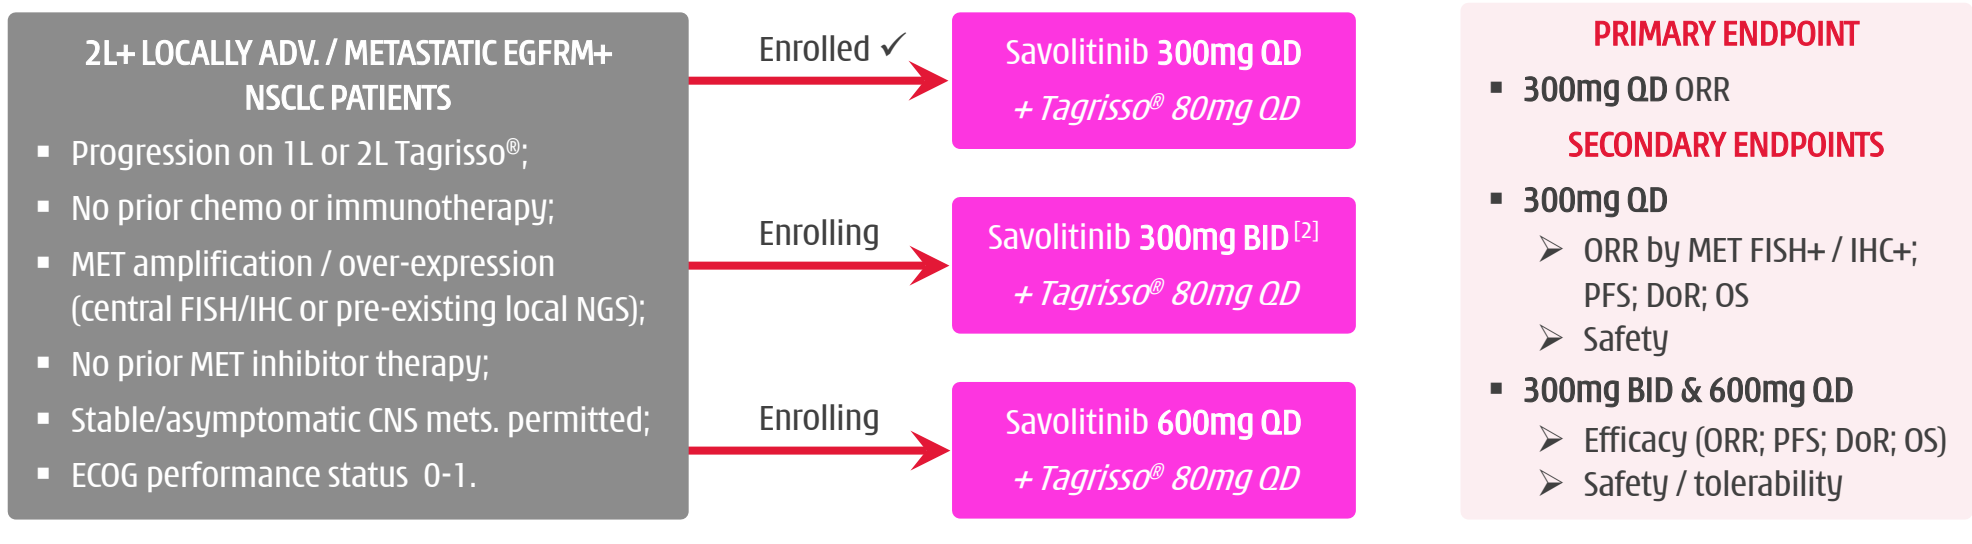 2L+ LOCALLY ADV. / METASTATIC EGFRM+
NSCLC PATIENTS
▪ Progression on 1L or 2L Tagrisso®;
▪ No prior chemo or immunotherapy;
▪ MET amplification / over-expression
(central FISH/IHC or pre-existing local NGS);
▪ No prior MET inhibitor therapy;
▪ Stable/asymptomatic CNS mets. permitted;
▪ ECOG performance status 0-1.
Enrolled ✓
Savolitinib 300mg QD
+ Tagrisso® 80mg QD
Enrolling
Savolitinib 300mg BID [2]
+ Tagrisso® 80mg QD
Enrolling
Savolitinib 600mg QD
+ Tagrisso® 80mg QD
PRIMARY ENDPOINT
▪ 300mg QD ORR
SECONDARY ENDPOINTS
▪ 300mg QD
➢ ORR by MET FISH+ / IHC+;
PFS; DoR; OS
➢ Safety
▪ 300mg BID & 600mg QD
➢ Efficacy (ORR; PFS; DoR; OS)
➢ Safety / tolerability